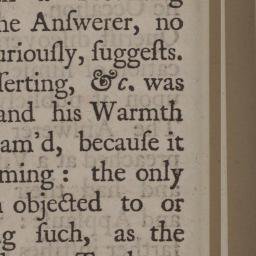 he Anſwerer, no
uriouſly, ſuggeſts.
ſerting, &c. was
and his Warmth
am'd, becauſe it
ming : the only
n objected to or
g ſuch, as the